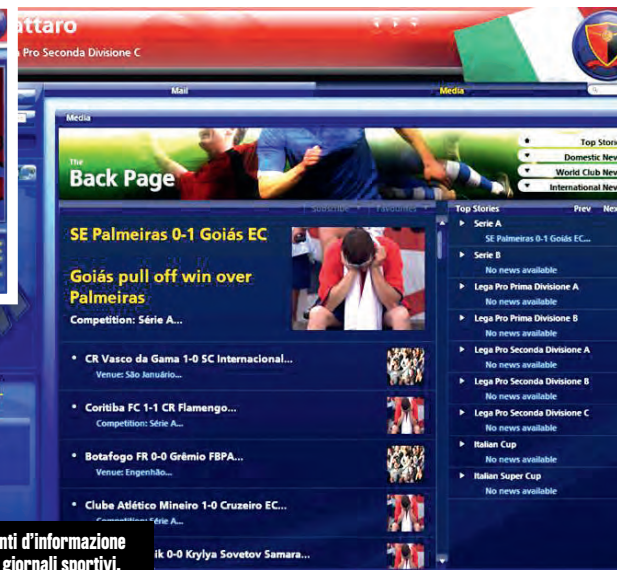 attaro
Pro Seconda Divisione C
Mail
Media
Media
The
Back Page
Top Stori
Domestic New
World Club New
International New
Subscribe
Favourites
SE Palmeiras 0-1 Goiás EC
Goiás pull off win over
Palmeiras
Competition: Série A...
• CR Vasco da Gama 1-0 SC Internacional...
Venue: São Januário...
• Coritiba FC 1-1 CR Flamengo...
Competition: Série A...
• Botafogo FR 0-0 Grêmio FBPA...
Venue: Engenhão...
• Clube Atlético Mineiro 1-0 Cruzeiro EC...
Competition: Série A...
ik 0-0 Krylya Sovetov Samara...
Top Stories
Prev
Nex
Serie A
SE Palmeiras 0-1 Goiás EC...
Serie B
No news available
Lega Pro Prima Divisione A
No news available
Lega Pro Prima Divisione B
No news available
Lega Pro Seconda Divisione A
No news available
Lega Pro Seconda Divisione B
No news available
Lega Pro Seconda Divisione C
No news available
Italian Cup
No news available
Italian Super Cup
No news available
nti d'informazione
giornali sportivi.